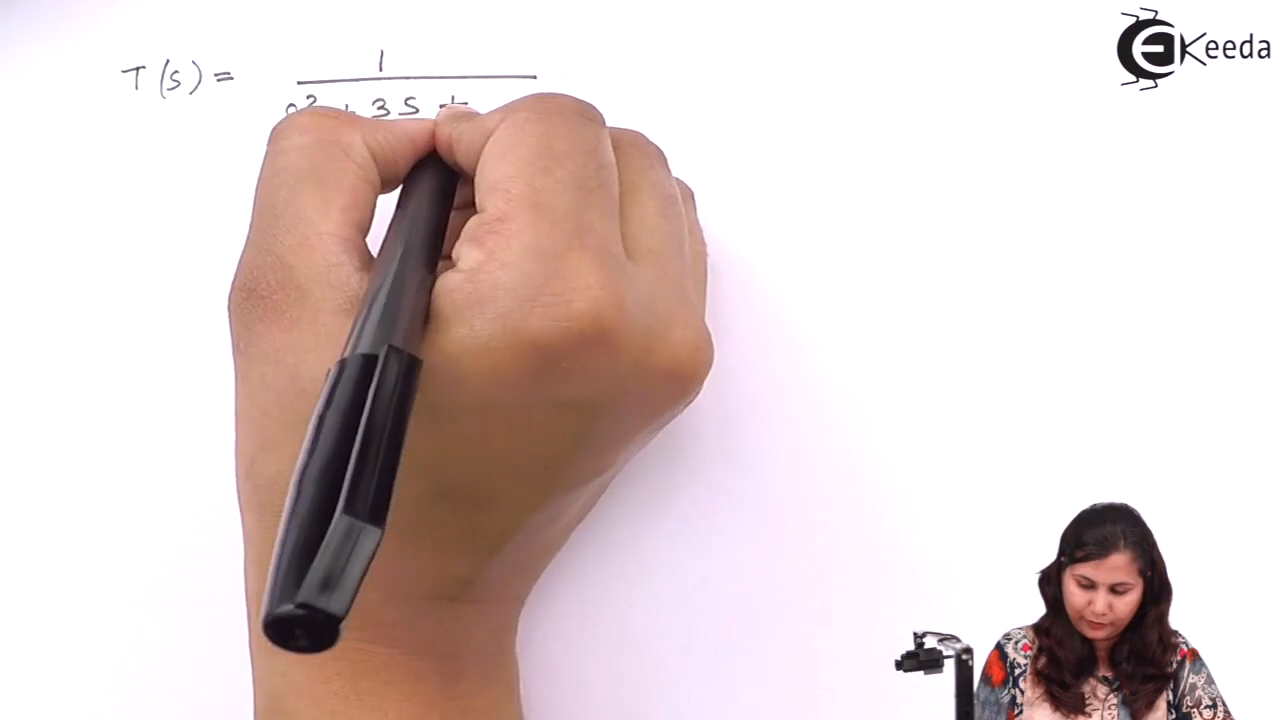 T(s) = 1
+ 3s +
Keeda